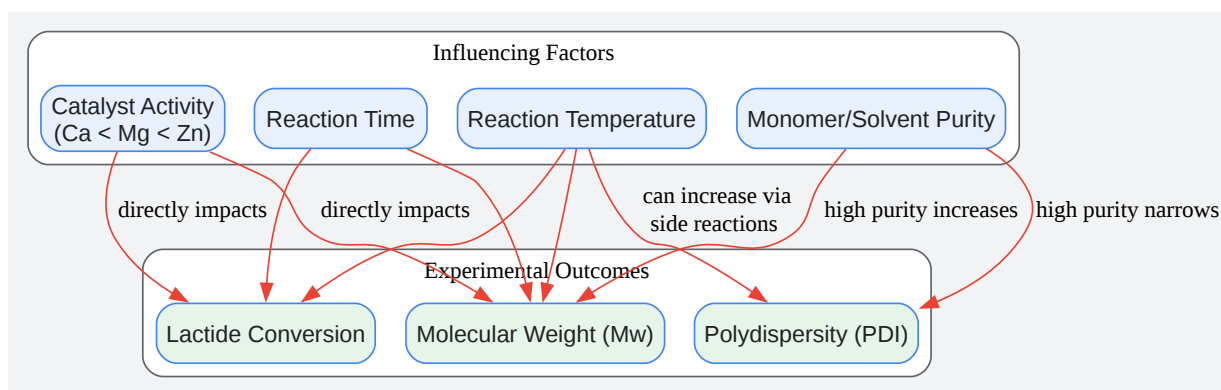 Influencing Factors
Catalyst Activity
(Ca < Mg < Zn)
Reaction Time
Reaction Temperature
Monomer/Solvent Purity
directly impacts
directly impacts
can increase via
side reactions
high purity increases
high purity narrows
Experimental Outcomes
Lactide Conversion
Molecular Weight (Mw)
Polydispersity (PDI)